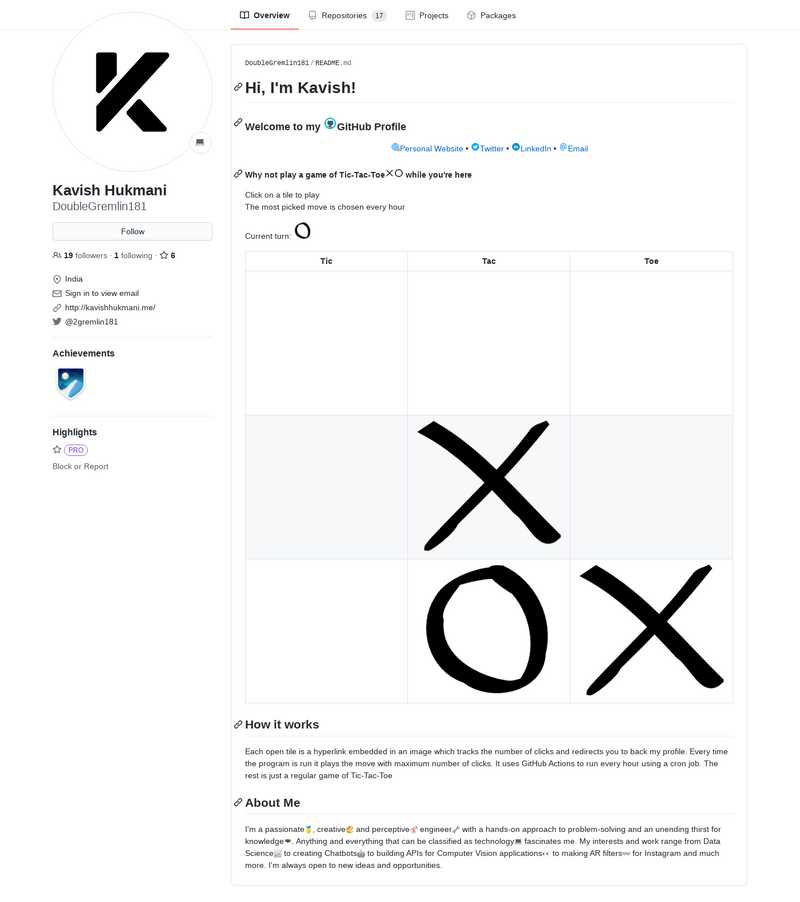 Overview
Repositories 17
Projects
Packages
Kavish Hukmani
DoubleGremlin181
Follow
19 followers · 1 following · 6
India
Sign in to view email
http://kavishhukmani.me/
@2gremlin181
Achievements
Highlights
PRO
Block or Report
DoubleGremlin181 / README.md
Hi, I'm Kavish!
Welcome to my GitHub Profile
Personal Website • Twitter • LinkedIn • Email
Why not play a game of Tic-Tac-Toe while you're here
Click on a tile to play
The most picked move is chosen every hour
Current turn:
Tic Tac Toe
How it works
Each open tile is a hyperlink embedded in an image which tracks the number of clicks and redirects you to back my profile. Every time
the program is run it plays the move with maximum number of clicks. It uses GitHub Actions to run every hour using a cron job. The
rest is just a regular game of Tic-Tac-Toe
About Me
I'm a passionate, creative and perceptive engineer with a hands-on approach to problem-solving and an unending thirst for
knowledge. Anything and everything that can be classified as technology fascinates me. My interests and work range from Data
Science to creating Chatbots to building APIs for Computer Vision applications to making AR filters for Instagram and much
more. I'm always open to new ideas and opportunities.